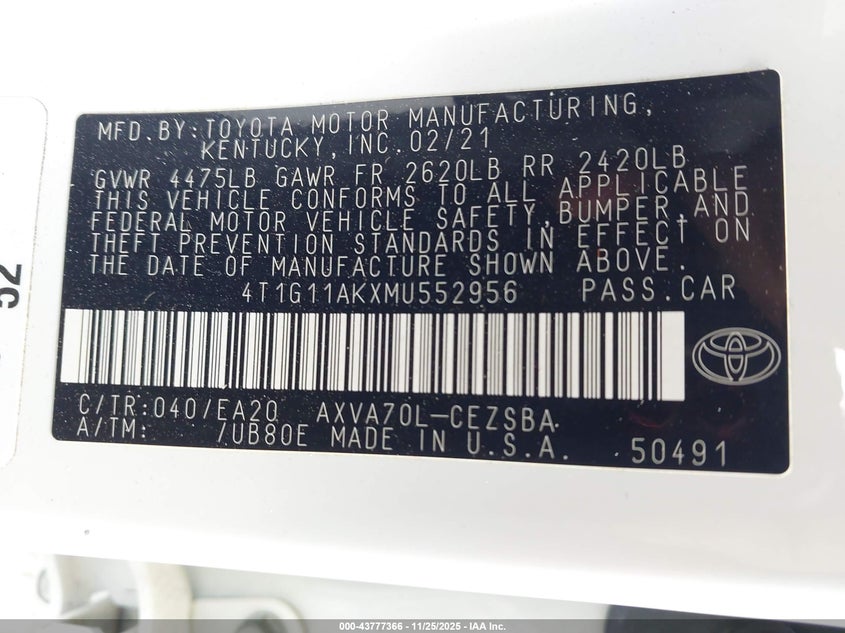 MFD.BY:TOYOTA MOTOR MANUFACTURING,
KENTUCKY,INC.02/21
GVWR 4475LB GAWR FR 2620LB RR 2420LB
THIS VEHICLE CONFORMS TO ALL APPLICABLE
FEDERAL MOTOR VEHICLE SAFETY,BUMPER,AND
THEFT PREVENTION STANDARDS IN EFFECT ON
THE DATE OF MANUFACTURE SHOWN ABOVE.
4T1G11AKXMU552956 PASS.CAR
C/TR:040/EA20 AXVA70L-CEZSBA
A/TM: /UB80E MADE IN U.S.A. 50491
52
000-43777366 | 11/25/2025 - IAA Inc.